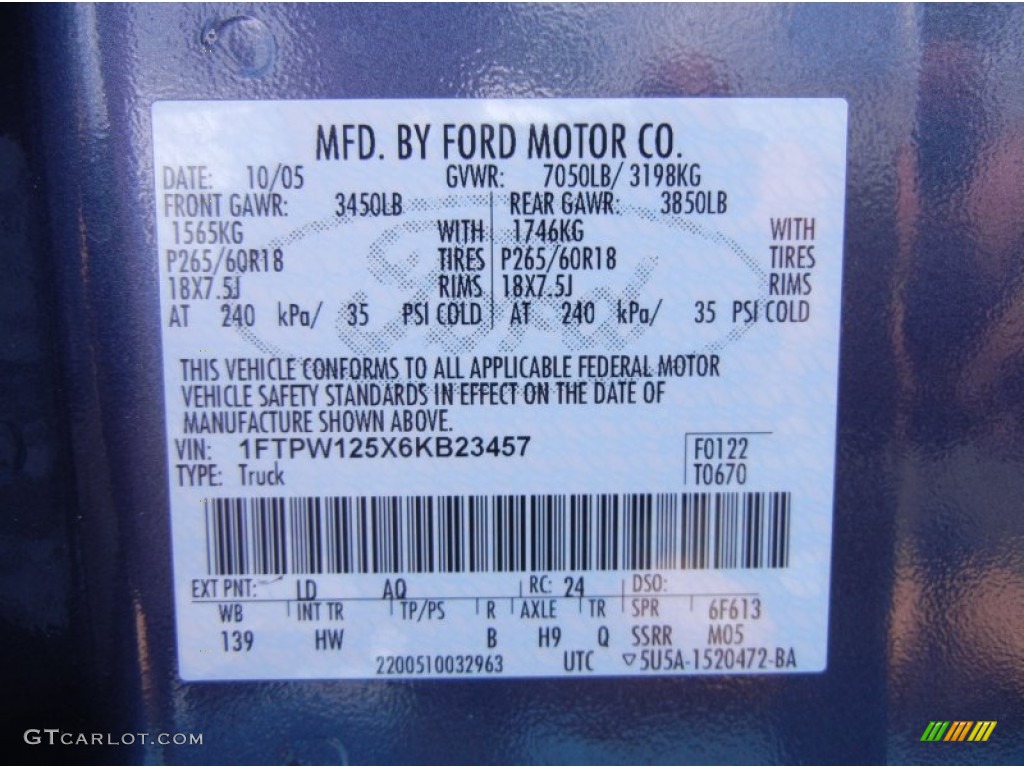 MFD. BY FORD MOTOR CO.
DATE: 10/05 GVWR: 7050LB/ 3198KG
FRONT GAWR: 3450LB REAR GAWR: 3850LB
1565KG WITH 1746KG WITH
P265/60R18 TIRES P265/60R18 TIRES
18X7.5J RIMS 18X7.5J RIMS
AT 240 kPa/ 35 PSI COLD AT 240 kPa/ 35 PSI COLD
THIS VEHICLE CONFORMS TO ALL APPLICABLE FEDERAL MOTOR
VEHICLE SAFETY STANDARDS IN EFFECT ON THE DATE OF
MANUFACTURE SHOWN ABOVE.
VIN: 1FTPW125X6KB23457 F0122
TYPE: Truck T0670
EXT PNT: LD AQ RC: 24 DSO:
WB INT TR TP/PS R AXLE TR SPR 6F613
139 HW B H9 Q SSRR M05
2200510032963 UTC ▽5U5A-1520472-BA
GTCARLOT.COM